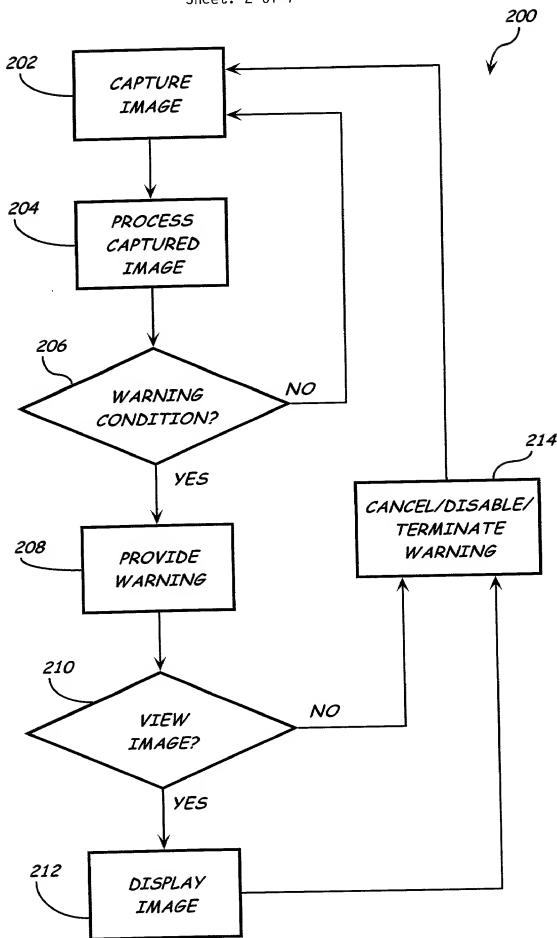 Sheet: 2 of 7
200
202
CAPTURE
IMAGE
204
PROCESS
CAPTURED
IMAGE
206
WARNING
CONDITION?
NO
YES
214
CANCEL/DISABLE/
TERMINATE
WARNING
208
PROVIDE
WARNING
210
VIEW
IMAGE?
NO
YES
212
DISPLAY
IMAGE